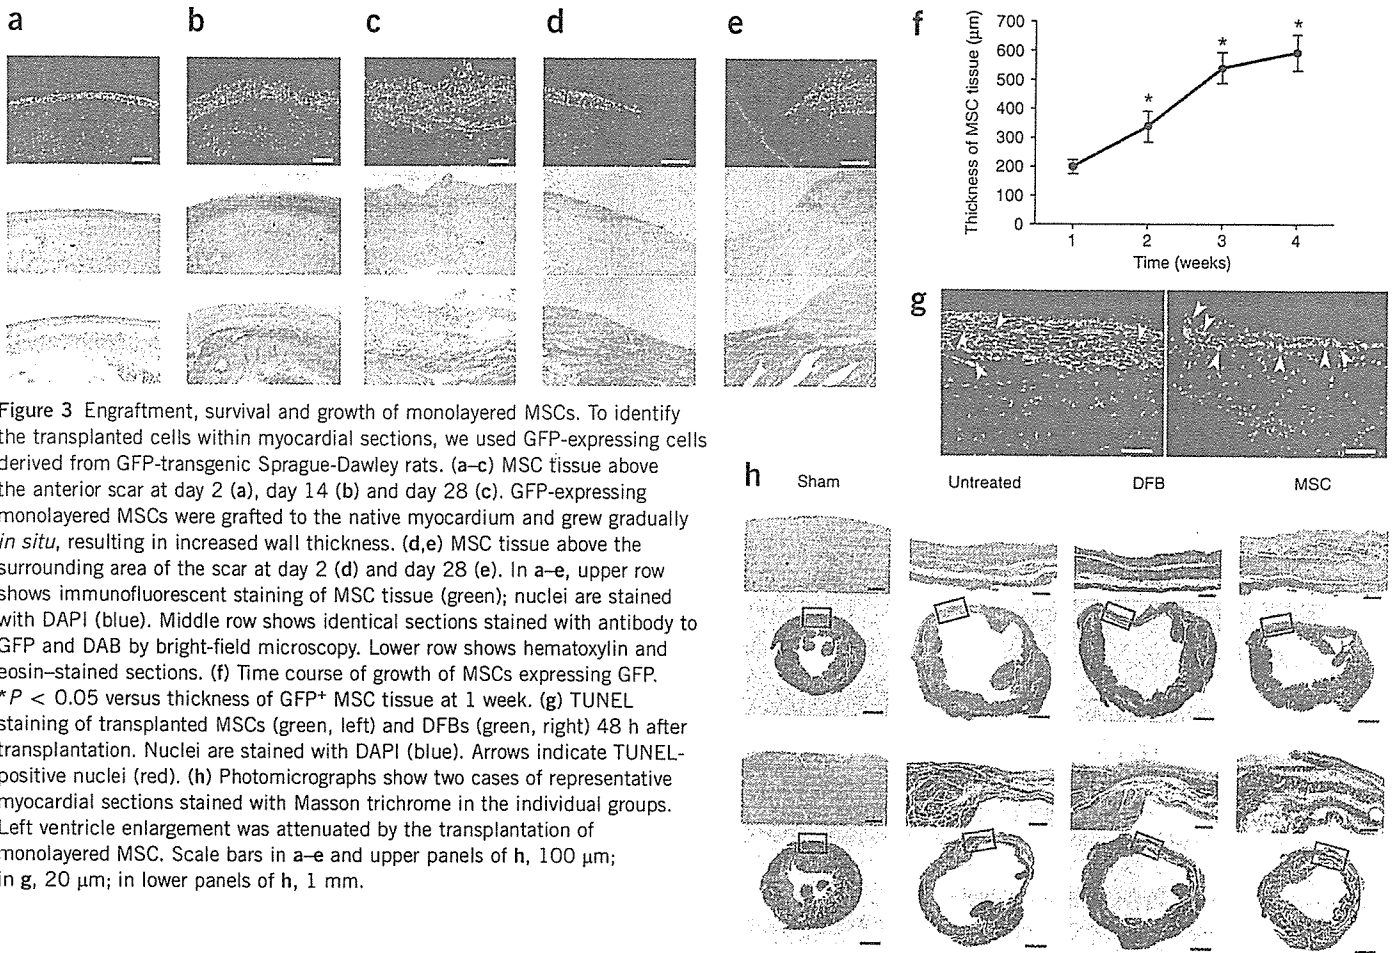 a
b
c
d
e
f
Thickness of MSC tissue (μm)
700
600
500
400
300
200
100
0
*
*
*
1 2 3 4
Time (weeks)
g
Figure 3 Engraftment, survival and growth of monolayered MSCs. To identify
the transplanted cells within myocardial sections, we used GFP-expressing cells
derived from GFP-transgenic Sprague-Dawley rats. (a–c) MSC tissue above
the anterior scar at day 2 (a), day 14 (b) and day 28 (c). GFP-expressing
monolayered MSCs were grafted to the native myocardium and grew gradually
in situ, resulting in increased wall thickness. (d,e) MSC tissue above the
surrounding area of the scar at day 2 (d) and day 28 (e). In a–e, upper row
shows immunofluorescent staining of MSC tissue (green); nuclei are stained
with DAPI (blue). Middle row shows identical sections stained with antibody to
GFP and DAB by bright-field microscopy. Lower row shows hematoxylin and
eosin–stained sections. (f) Time course of growth of MSCs expressing GFP.
*P < 0.05 versus thickness of GFP+ MSC tissue at 1 week. (g) TUNEL
staining of transplanted MSCs (green, left) and DFBs (green, right) 48 h after
transplantation. Nuclei are stained with DAPI (blue). Arrows indicate TUNEL-
positive nuclei (red). (h) Photomicrographs show two cases of representative
myocardial sections stained with Masson trichrome in the individual groups.
Left ventricle enlargement was attenuated by the transplantation of
monolayered MSC. Scale bars in a–e and upper panels of h, 100 μm;
in g, 20 μm; in lower panels of h, 1 mm.
h
Sham Untreated DFB MSC